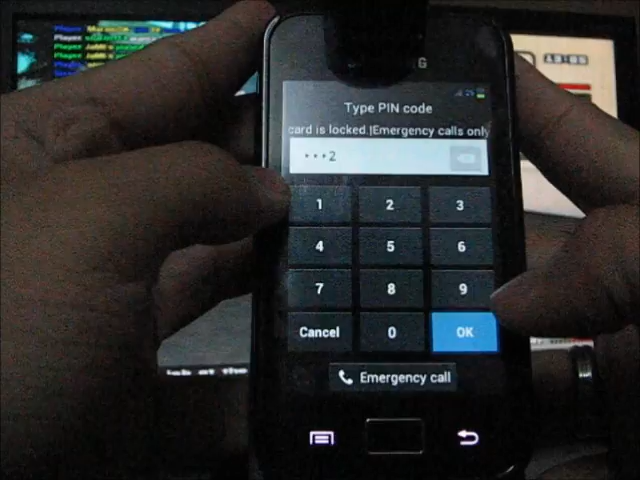 G
Type PIN code
card is locked.|Emergency calls only
•••2
1 2 3
4 5 6
7 8 9
Cancel 0 OK
Emergency call